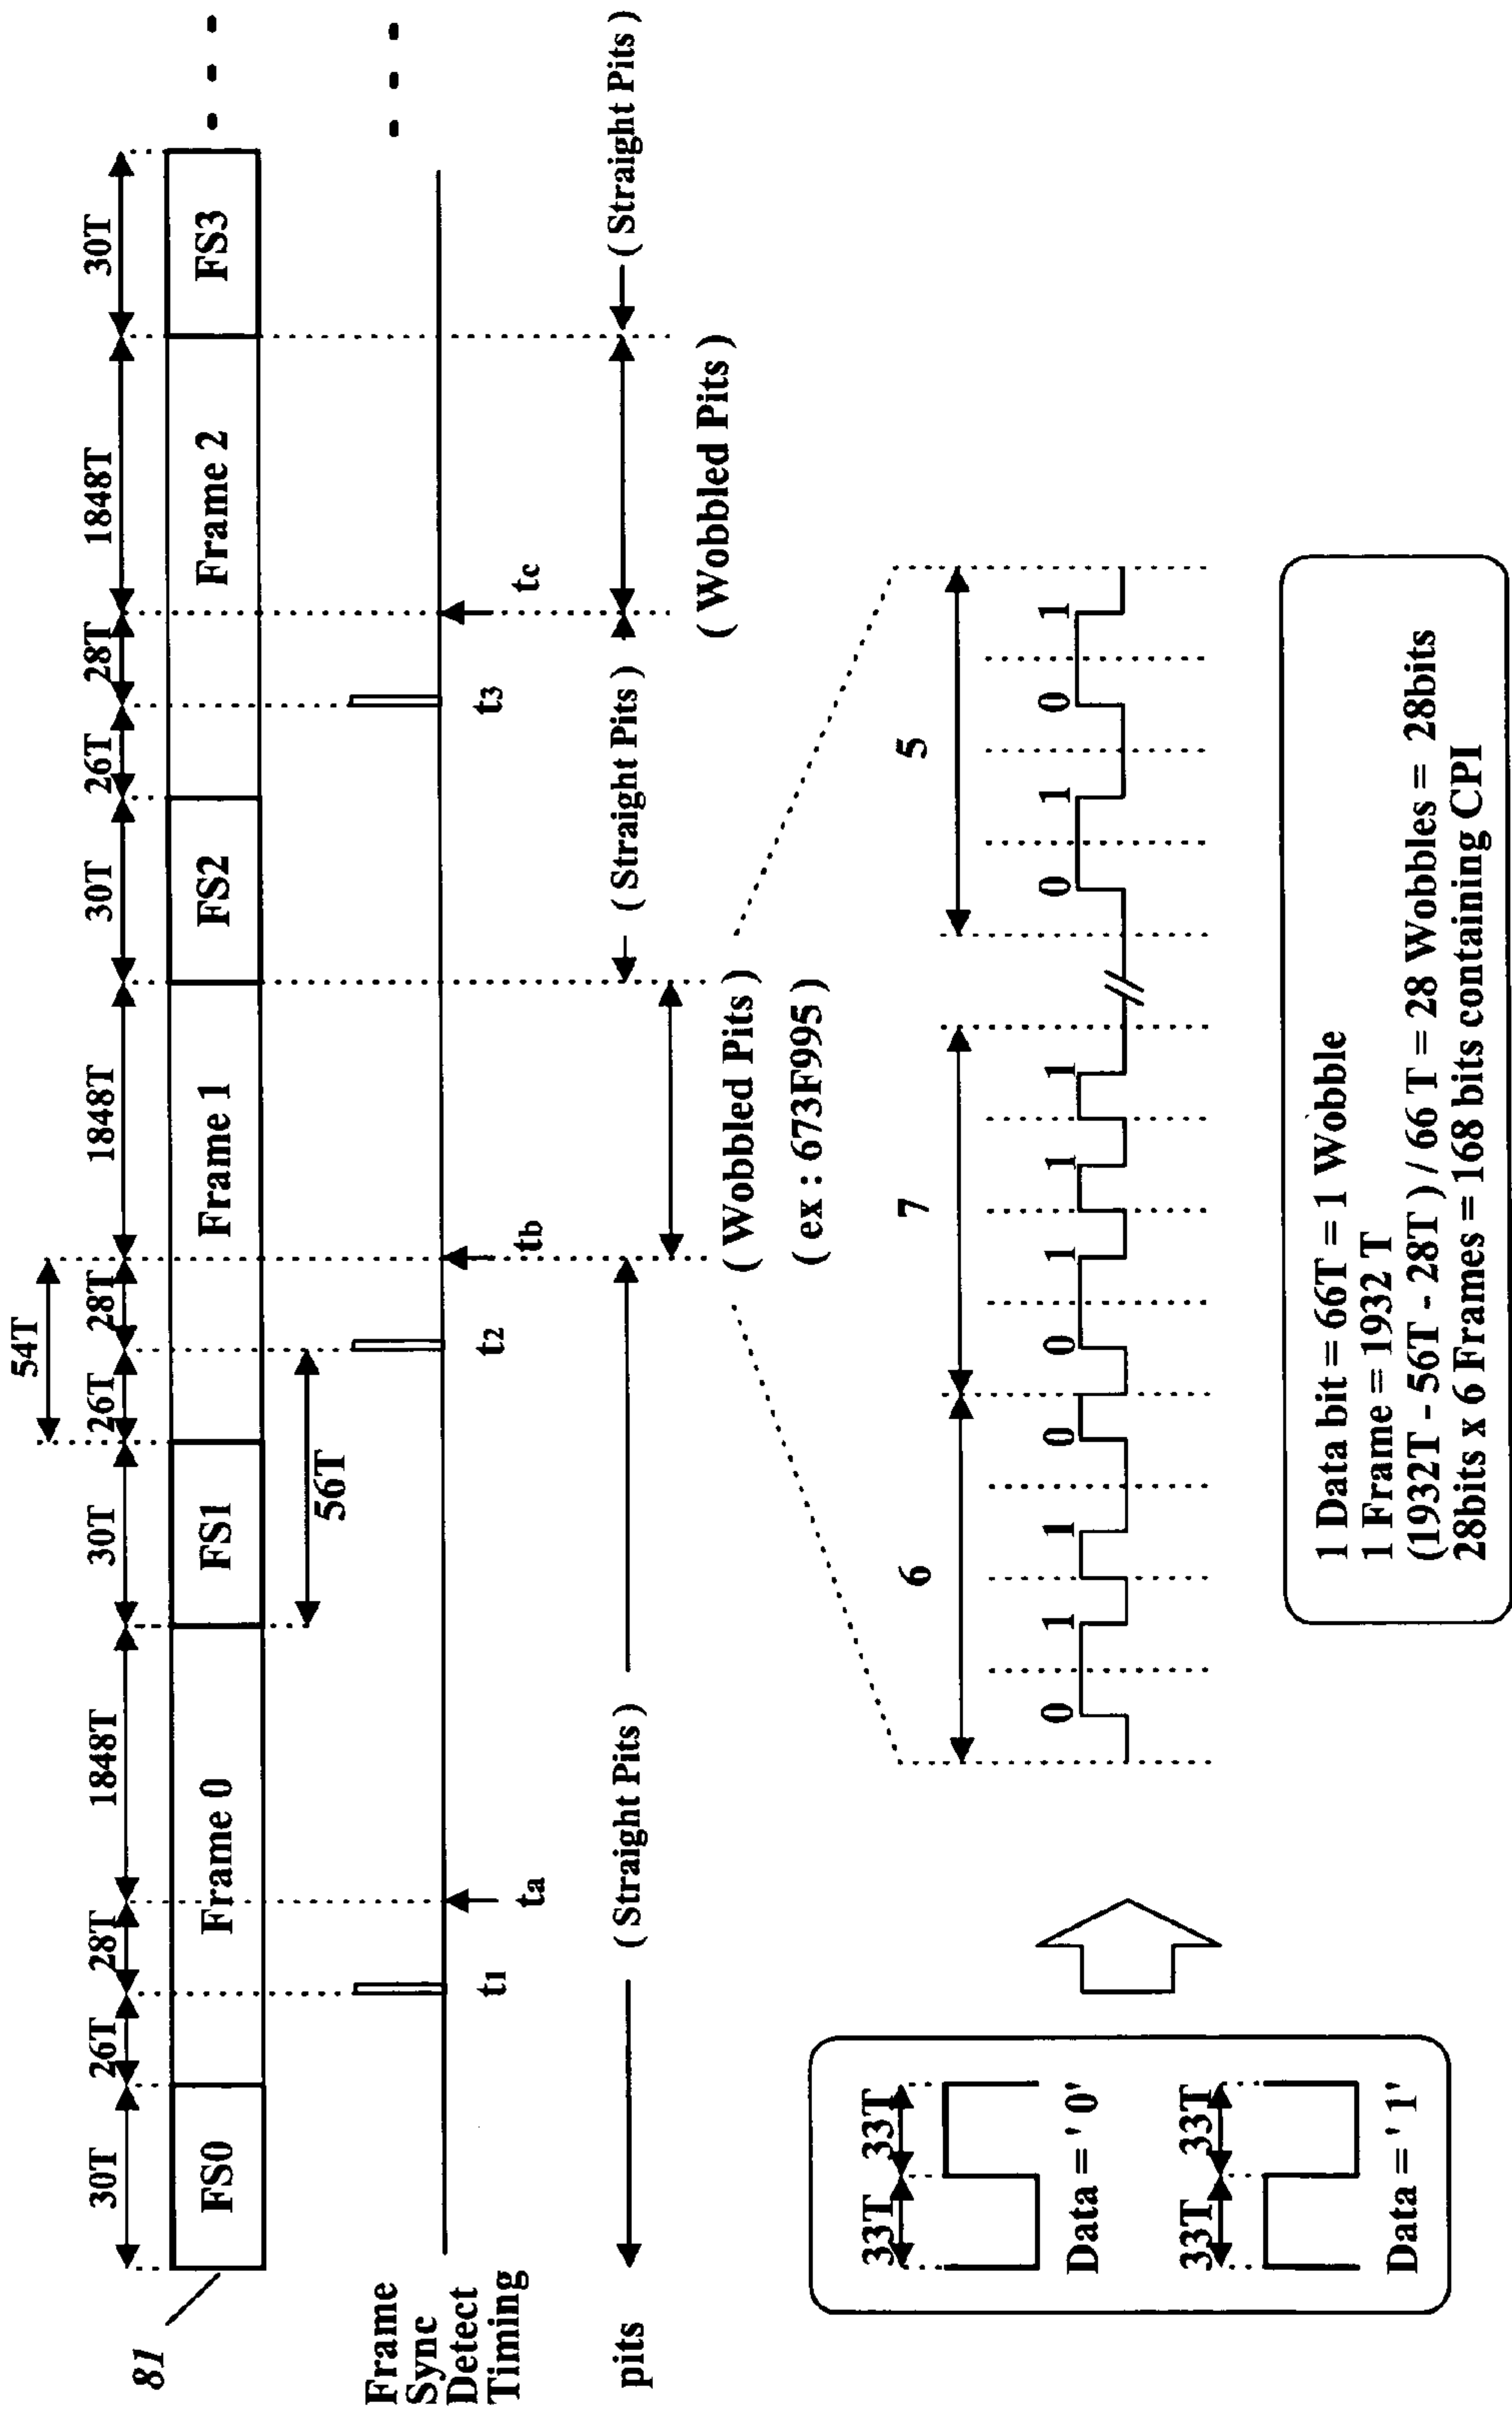 54T
30T 26T 28T 1848T 30T 26T 28T 1848T 30T 26T 28T 1848T 30T
81
FS0 Frame 0 FS1 Frame 1 FS2 Frame 2 FS3
56T
Frame
Sync
Detect
Timing
t1 ta t2 tb t3 tc
pits
( Straight Pits ) ( Straight Pits ) ( Straight Pits )
( Wobbled Pits ) ( Wobbled Pits )
( ex : 673F995 )
6 7 5
0 1 1 0 0 1 1 1 0 1 0 1
33T 33T
Data = ' 0'
33T 33T
Data = ' 1'
1 Data bit = 66T = 1 Wobble
1 Frame = 1932 T
(1932T - 56T - 28T ) / 66 T = 28 Wobbles = 28bits
28bits x 6 Frames = 168 bits containing CPI